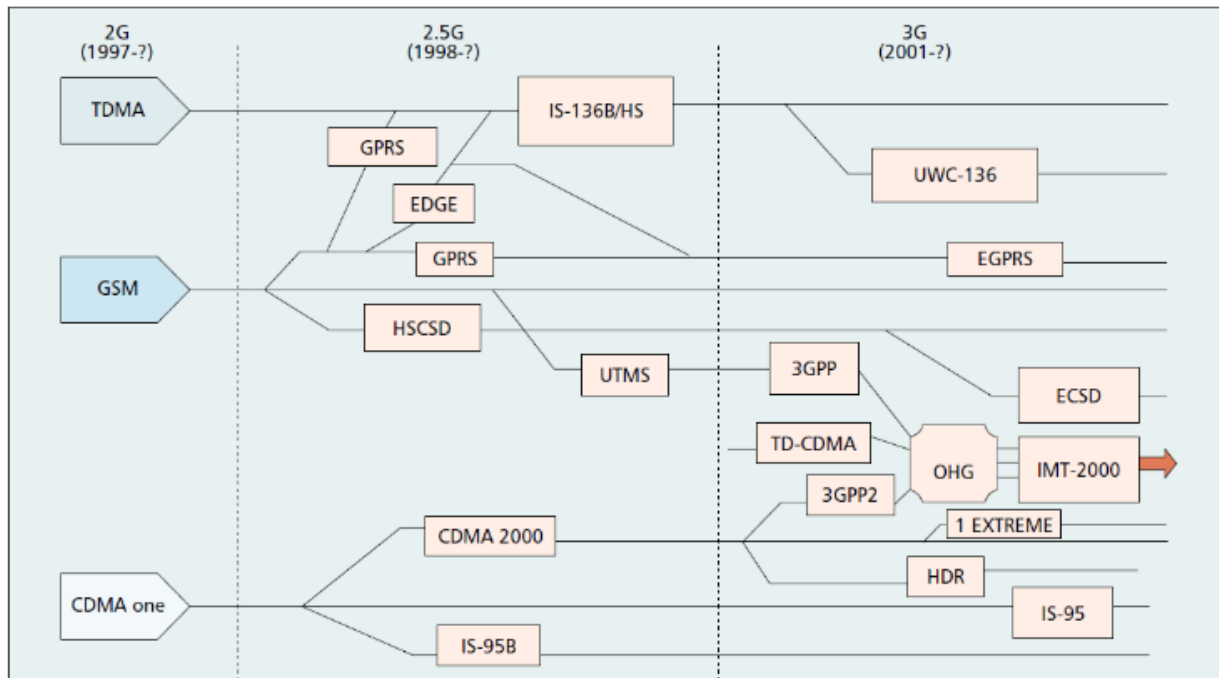 2G
(1997-?)
2.5G
(1998-?)
3G
(2001-?)
TDMA
IS-136B/HS
GPRS
UWC-136
EDGE
GPRS
EGPRS
GSM
HSCSD
UTMS
3GPP
ECSD
TD-CDMA
OHG
IMT-2000
3GPP2
1 EXTREME
CDMA 2000
HDR
CDMA one
IS-95
IS-95B